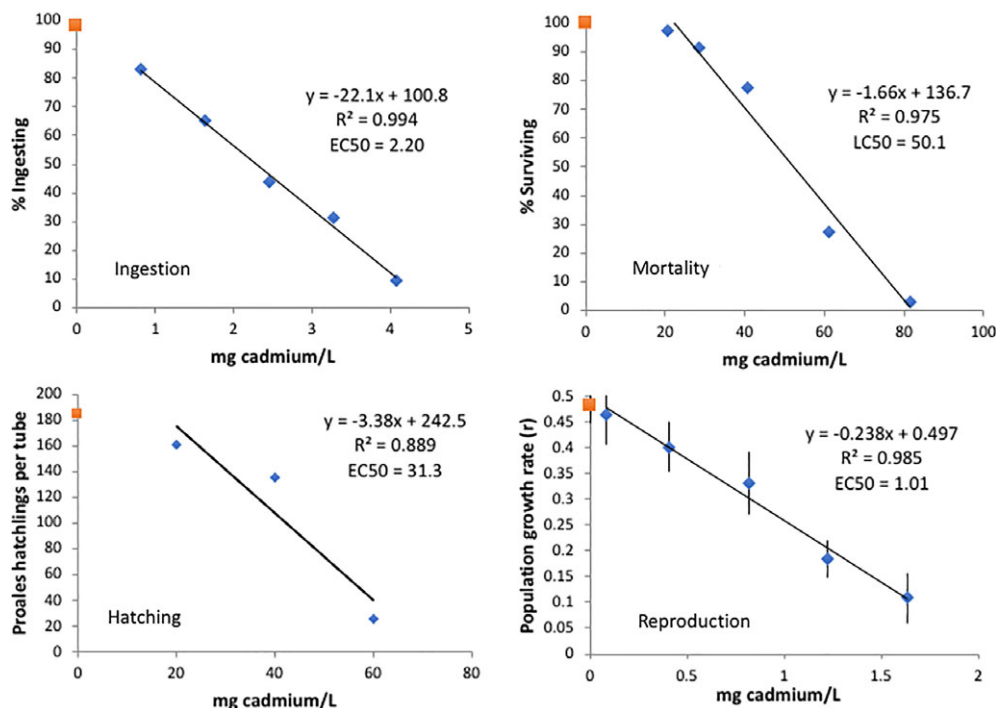 100
90
80
70
60
50
40
30
20
10
0
% Ingesting
y = -22.1x + 100.8
R² = 0.994
EC50 = 2.20
Ingestion
0 1 2 3 4 5
mg cadmium/L
100
90
80
70
60
50
40
30
20
10
0
% Surviving
y = -1.66x + 136.7
R² = 0.975
LC50 = 50.1
Mortality
0 20 40 60 80 100
mg cadmium/L
200
180
160
140
120
100
80
60
40
20
0
Proales hatchlings per tube
y = -3.38x + 242.5
R² = 0.889
EC50 = 31.3
Hatching
0 20 40 60 80
mg cadmium/L
0.5
0.45
0.4
0.35
0.3
0.25
0.2
0.15
0.1
0.05
0
Population growth rate (r)
y = -0.238x + 0.497
R² = 0.985
EC50 = 1.01
Reproduction
0 0.5 1 1.5 2
mg cadmium/L